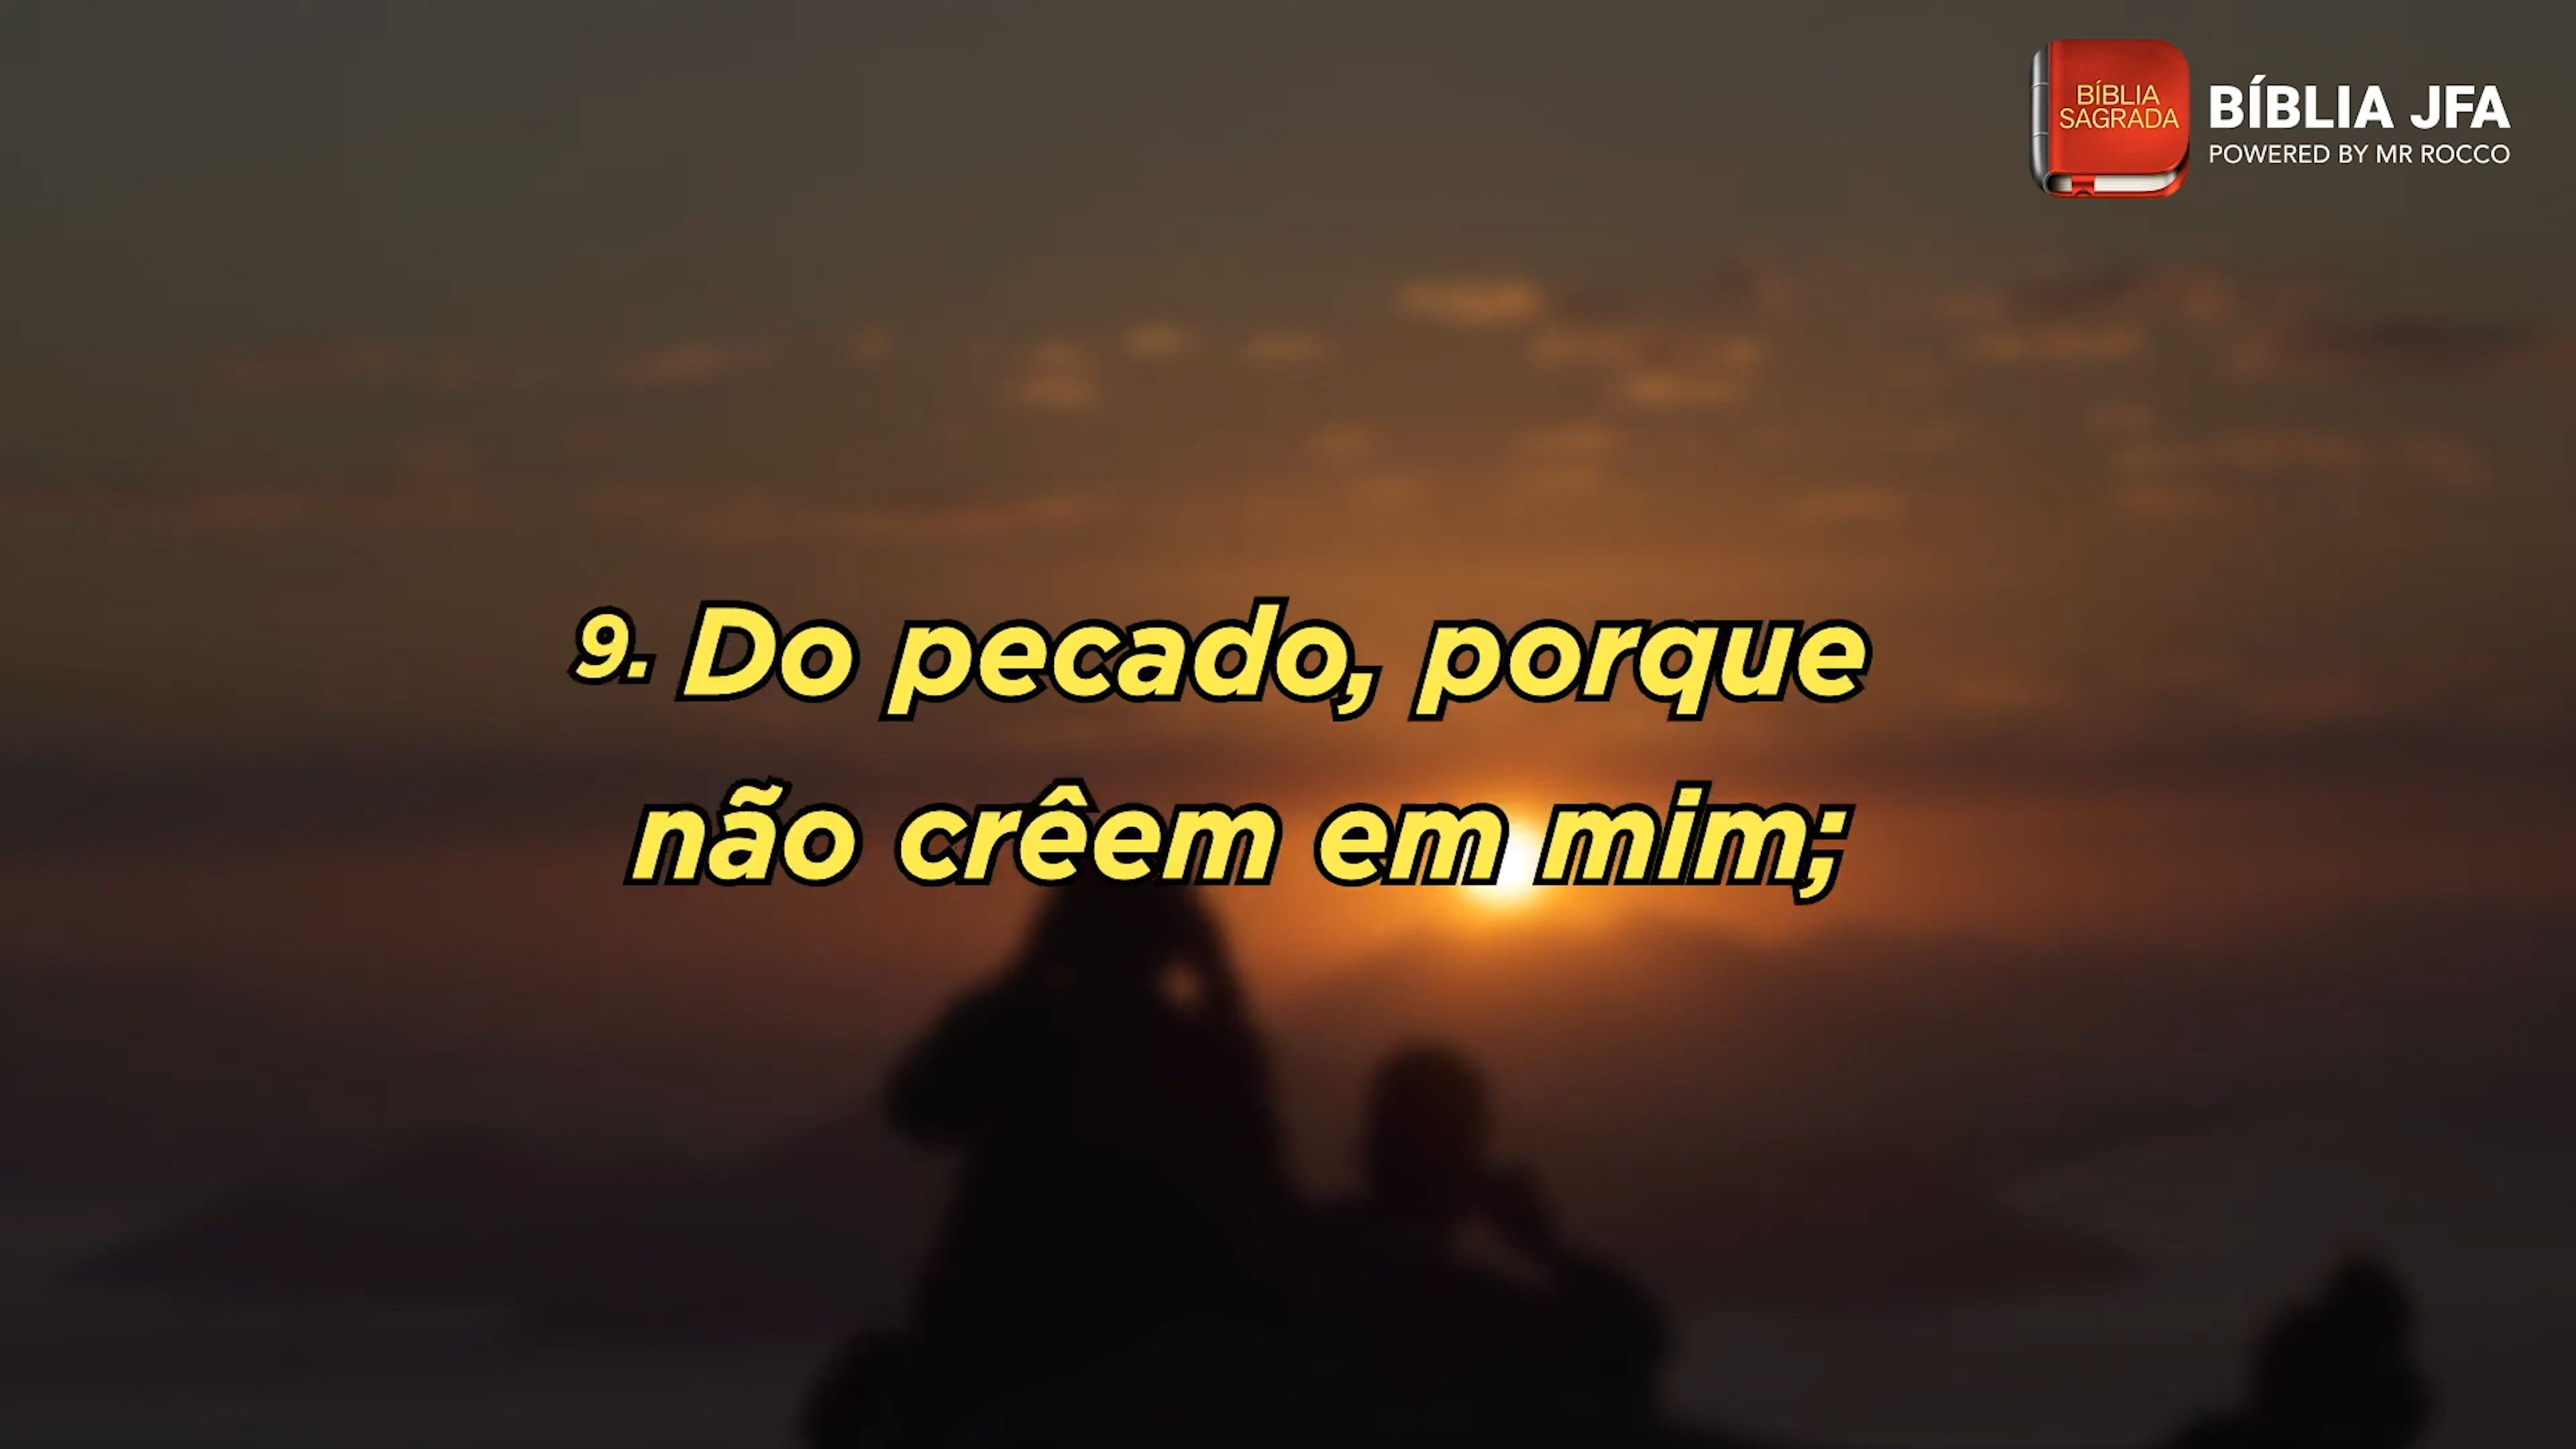 BÍBLIA
SAGRADA
BÍBLIA JFA
POWERED BY MR ROCCO
9. Do pecado, porque
não crêem em mim;